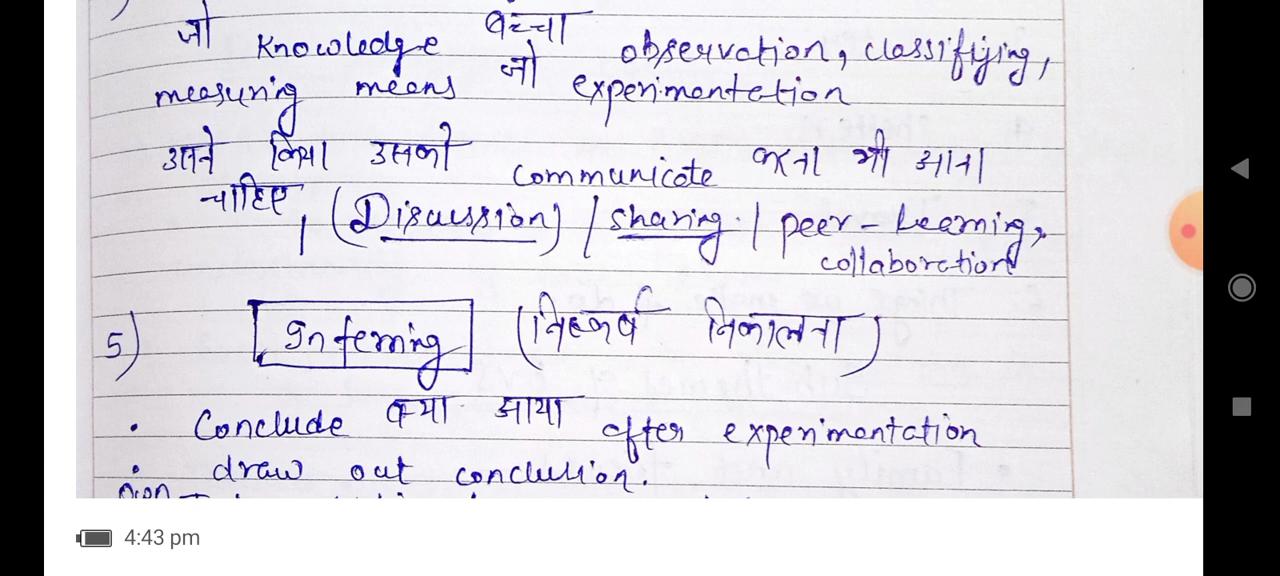 जो Knowledge बच्चा observation, classifying,
measuring means जो experimentation
उसने किया उसको communicate करना भी आना
चाहिए, (Discussion) / sharing / peer-learning,
collaboration
5) Inferring (निष्कर्ष निकालना)
• Conclude क्या आया after experimentation
• draw out conclusion.
4:43 pm